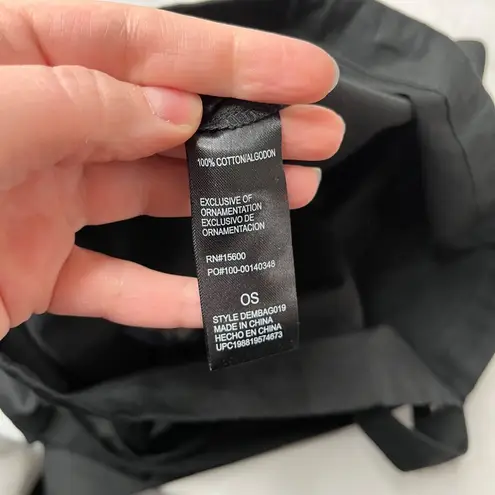 100% COTTON/ALGODON
EXCLUSIVE OF
ORNAMENTATION
EXCLUSIVO DE
ORNAMENTACION
RN#15600
PO#100-00140348
OS
STYLE DEMBAG019
MADE IN CHINA
HECHO EN CHINA
UPC198819574673